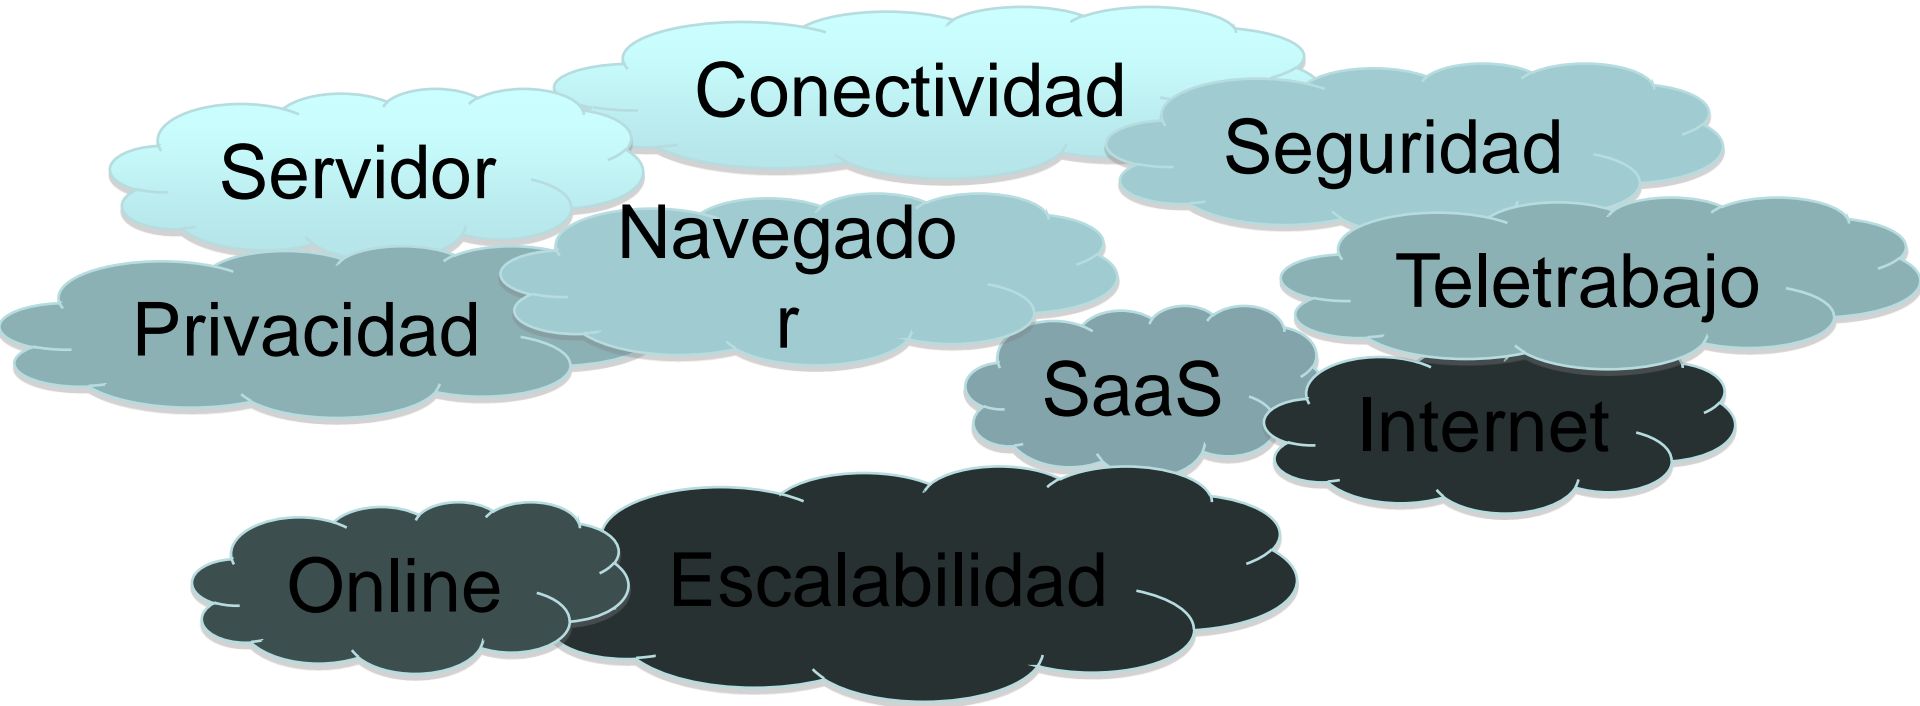 Conectividad
Servidor
Seguridad
Navegado
r
Teletrabajo
Privacidad
SaaS
Internet
Online
Escalabilidad